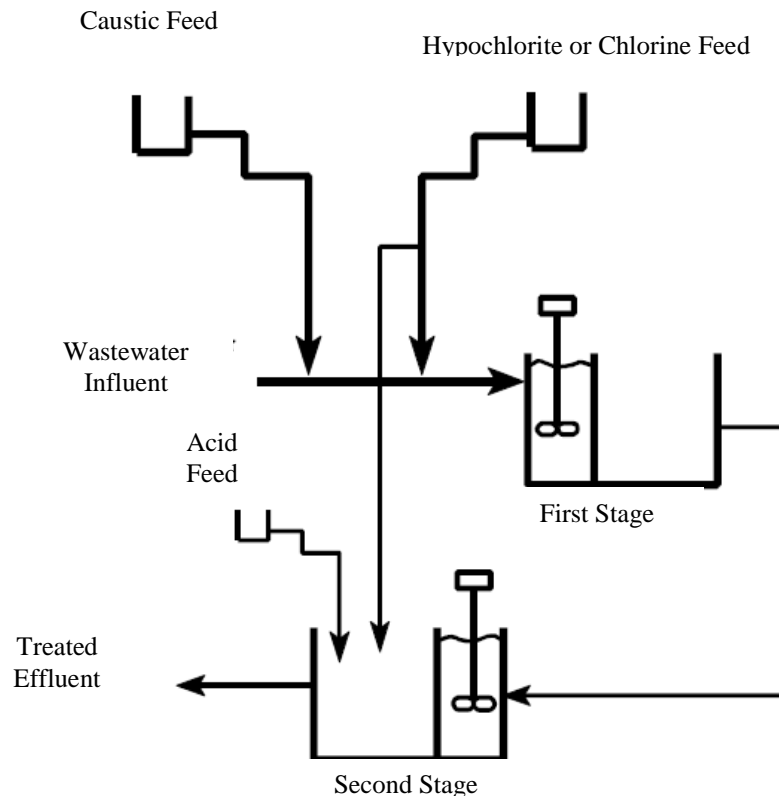 Caustic Feed
Hypochlorite or Chlorine Feed
Wastewater
Influent
Acid
Feed
First Stage
Treated
Effluent
Second Stage